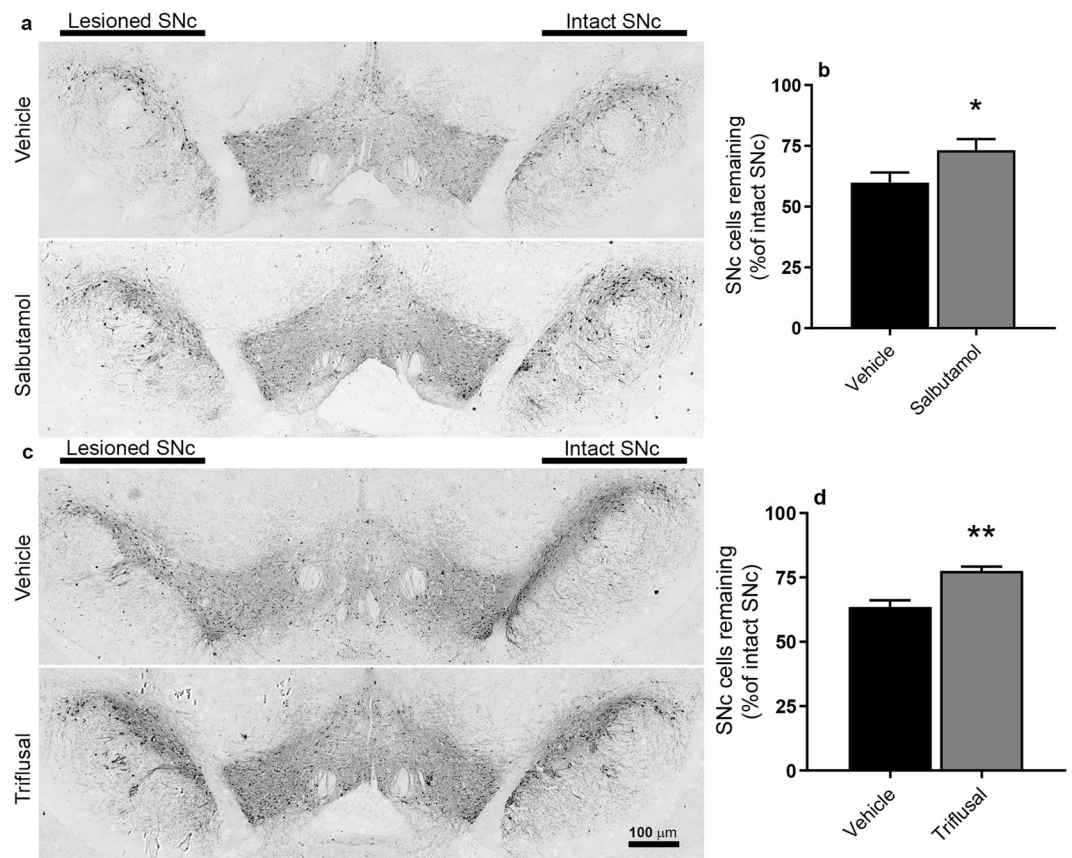 a
Lesioned SNc
Intact SNc
Vehicle
Salbutamol
b
SNc cells remaining
(%of intact SNc)
100
75
50
25
0
*
Vehicle
Salbutamol
c
Lesioned SNc
Intact SNc
Vehicle
Triflusal
100 μm
d
SNc cells remaining
(%of intact SNc)
100
75
50
25
0
**
Vehicle
Triflusal